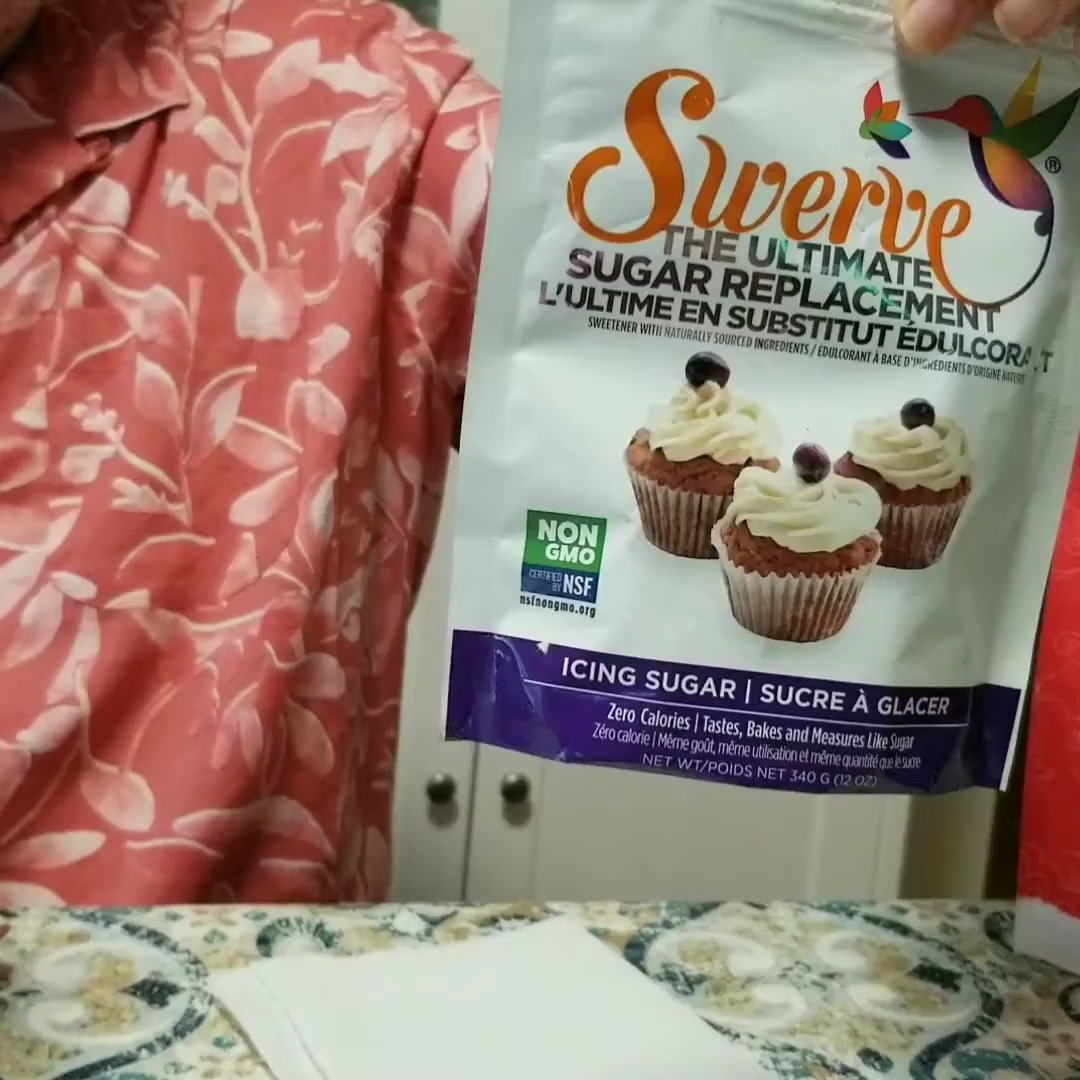 Swerve®
THE ULTIMATE
SUGAR REPLACEMENT
L'ULTIME EN SUBSTITUT
SWEETENER WITH NATURALLY SOURCED INGREDIENTS / ÉDULCORANT À BASE D'INGRÉDIENTS D'ORIGINE
NON
GMO
CERTIFIED
BY NSF
nsfnongmo.org
ICING SUGAR | SUCRE À GLACER
Zero Calories | Tastes, Bakes and Measures Like Sugar
Zéro calorie | Même goût, même utilisation et même quantité que le sucre
NET WT/POIDS NET 340 G (12 OZ)